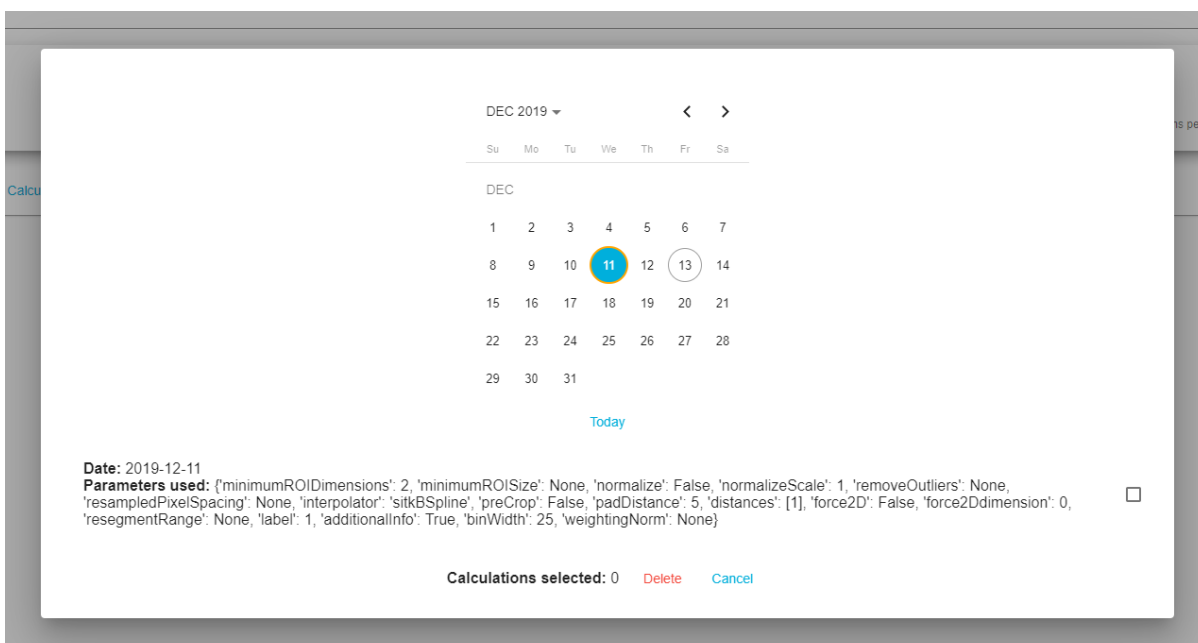 DEC 2019
Su Mo Tu We Th Fr Sa
DEC
1 2 3 4 5 6 7
8 9 10 11 12 13 14
15 16 17 18 19 20 21
22 23 24 25 26 27 28
29 30 31
Today
Date: 2019-12-11
Parameters used: {'minimumROIDimensions': 2, 'minimumROISize': None, 'normalize': False, 'normalizeScale': 1, 'removeOutliers': None,
'resampledPixelSpacing': None, 'interpolator': 'sitkBSpline', 'preCrop': False, 'padDistance': 5, 'distances': [1], 'force2D': False, 'force2Ddimension': 0,
'resegmentRange': None, 'label': 1, 'additionalInfo': True, 'binWidth': 25, 'weightingNorm': None}
Calculations selected: 0 Delete Cancel